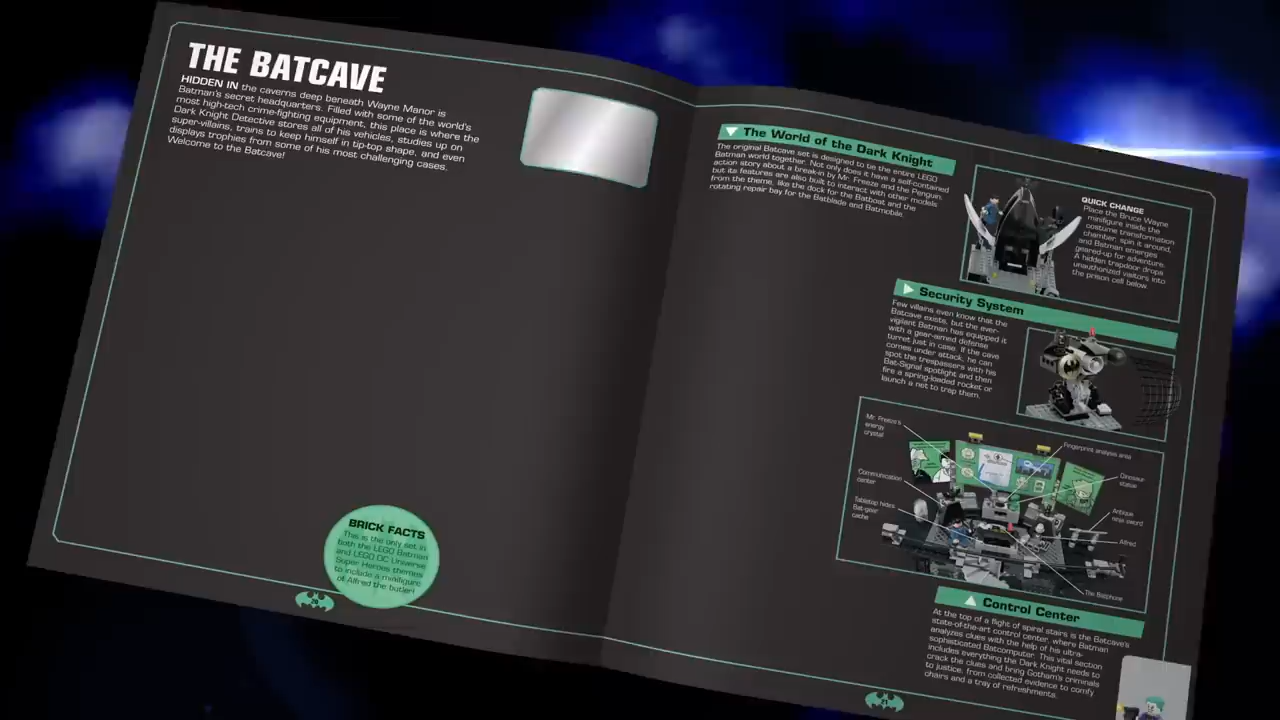 THE BATCAVE
HIDDEN IN the caverns deep beneath Wayne Manor is
Batman's secret headquarters. Filled with some of the world's
most high-tech crime-fighting equipment, this place is where the
Dark Knight Detective stores all of his vehicles, studies up on
super-villains, trains to keep himself in tip-top shape, and even
displays trophies from some of his most challenging cases.
Welcome to the Batcave!
BRICK FACTS
This is the only set in
both the LEGO Batman
and LEGO DC Universe
Super Heroes themes
to include a minifigure
of Alfred the butler!
20
The World of the Dark Knight
The original Batcave set is designed to tie the entire LEGO
Batman world together. Not only does it have a self-contained
action story about a break-in by Mr. Freeze and the Penguin,
but its features are also built to interact with other models
from the theme, like the dock for the Batboat and the
rotating repair bay for the Batblade and Batmobile.
QUICK CHANGE
Place the Bruce Wayne
minifigure inside the
costume transformation
chamber, spin it around,
and Batman emerges
geared-up for adventure.
A hidden trapdoor drops
unauthorized visitors into
the prison cell below.
Security System
Few villains even know that the
Batcave exists, but the ever-
vigilant Batman has equipped it
with a gear-aimed defense
turret just in case. If the cave
comes under attack, he can
spot the trespassers with his
Bat-Signal spotlight and then
fire a spring-loaded rocket or
launch a net to trap them.
Mr. Freeze's
energy
crystal
Communication
center
Tabletop hides
Bat-gear
cache
Fingerprint analysis area
Dinosaur
statue
Antique
ninja sword
Alfred
The Batphone
Control Center
At the top of a flight of spiral stairs is the Batcave's
state-of-the-art control center, where Batman
analyzes clues with the help of his ultra-
sophisticated Batcomputer. This vital section
includes everything the Dark Knight needs to
crack the clues and bring Gotham's criminals
to justice, from collected evidence to comfy
chairs and a tray of refreshments.